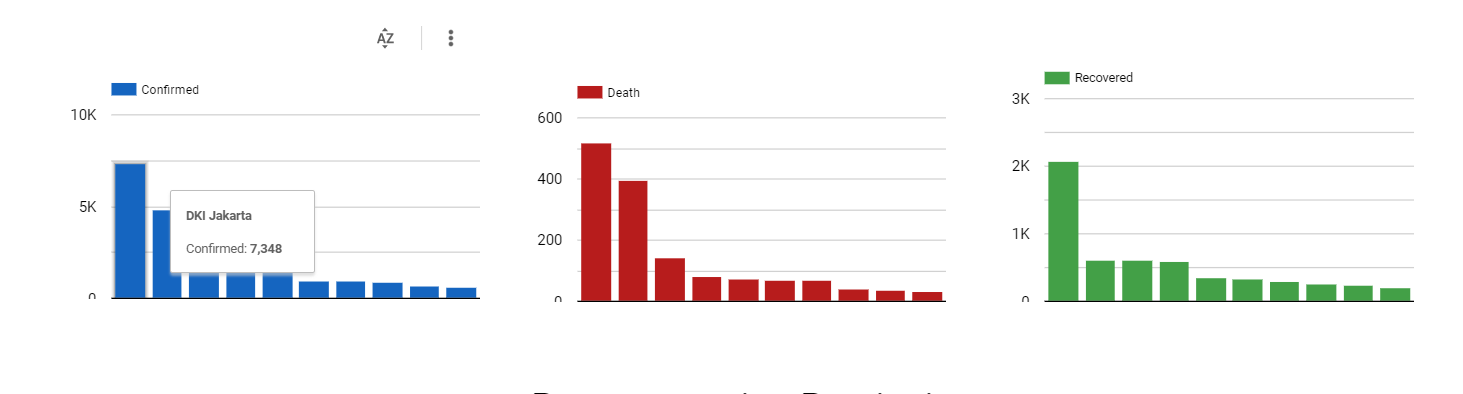 AZ
Confirmed
10K
5K
0
DKI Jakarta
Confirmed: 7,348
Death
600
400
200
0
Recovered
3K
2K
1K
0